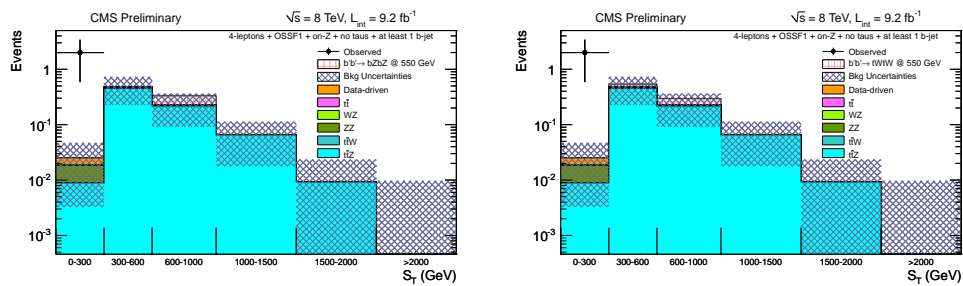 CMS Preliminary
√s = 8 TeV, L_int = 9.2 fb^-1
4-leptons + OSSF1 + on-Z + no taus + at least 1 b-jet
Events
Observed
b'b'→ bZbZ @ 550 GeV
Bkg Uncertainties
Data-driven
tt̄
WZ
ZZ
tt̄W
tt̄Z
1
10^-1
10^-2
10^-3
0-300 300-600 600-1000 1000-1500 1500-2000 >2000
S_T (GeV)
CMS Preliminary
√s = 8 TeV, L_int = 9.2 fb^-1
4-leptons + OSSF1 + on-Z + no taus + at least 1 b-jet
Events
Observed
b'b'→ tWtW @ 550 GeV
Bkg Uncertainties
Data-driven
tt̄
WZ
ZZ
tt̄W
tt̄Z
1
10^-1
10^-2
10^-3
0-300 300-600 600-1000 1000-1500 1500-2000 >2000
S_T (GeV)